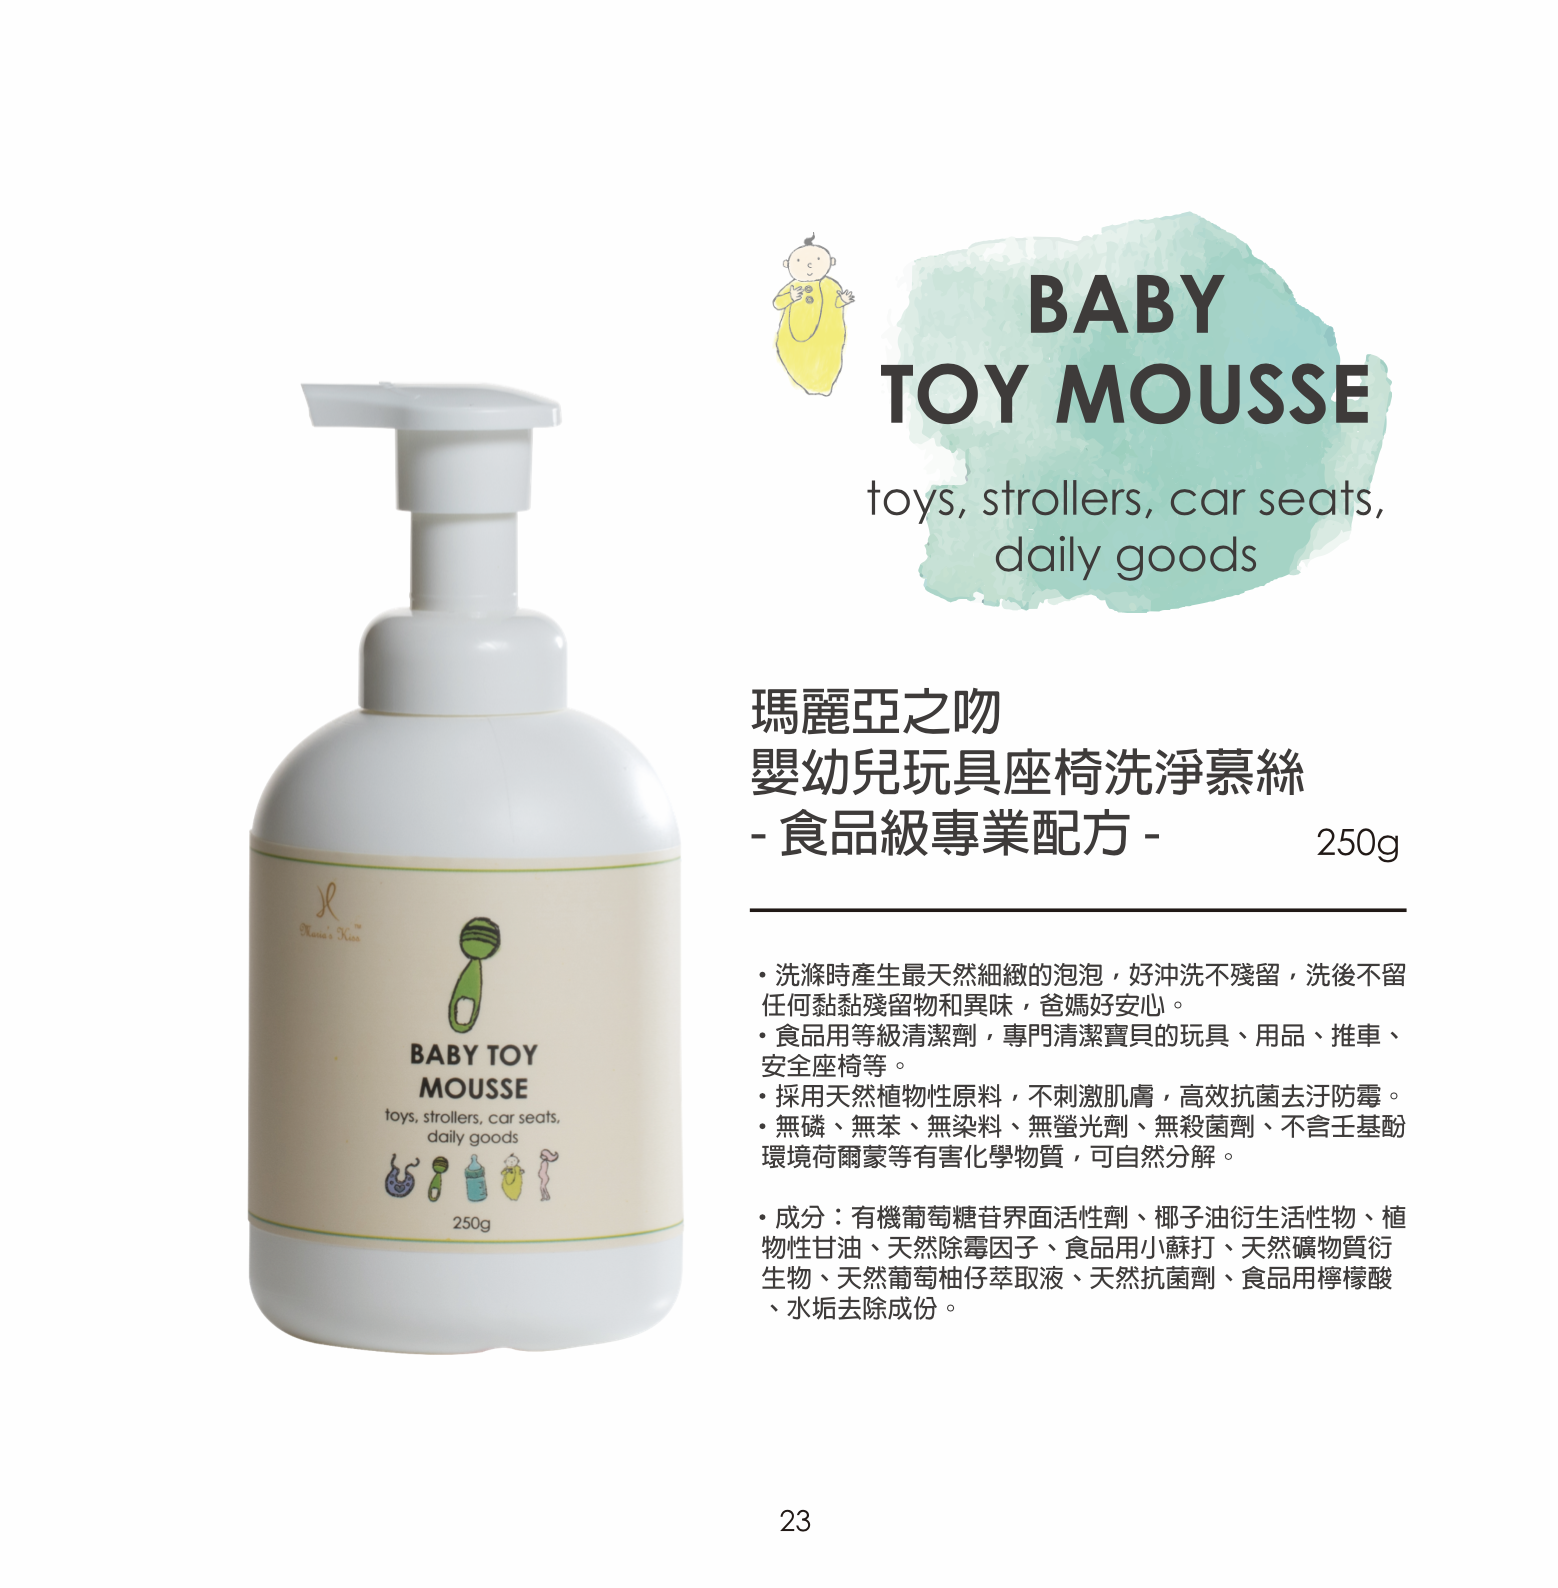 BABY
TOY MOUSSE
toys, strollers, car seats,
daily goods
瑪麗亞之吻
嬰幼兒玩具座椅洗淨慕絲
- 食品級專業配方 -
250g
・洗滌時產生最天然細緻的泡泡，好沖洗不殘留，洗後不留
任何黏黏殘留物和異味，爸媽好安心。
・食品用等級清潔劑，專門清潔寶貝的玩具、用品、推車、
安全座椅等。
・採用天然植物性原料，不刺激肌膚，高效抗菌去汙防霉。
・無磷、無苯、無染料、無螢光劑、無殺菌劑、不含壬基酚
環境荷爾蒙等有害化學物質，可自然分解。
・成分：有機葡萄糖苷界面活性劑、椰子油衍生活性物、植
物性甘油、天然除霉因子、食品用小蘇打、天然礦物質衍
生物、天然葡萄柚仔萃取液、天然抗菌劑、食品用檸檬酸
、水垢去除成份。
Maria's Kiss™
BABY TOY
MOUSSE
toys, strollers, car seats,
daily goods
250g
23